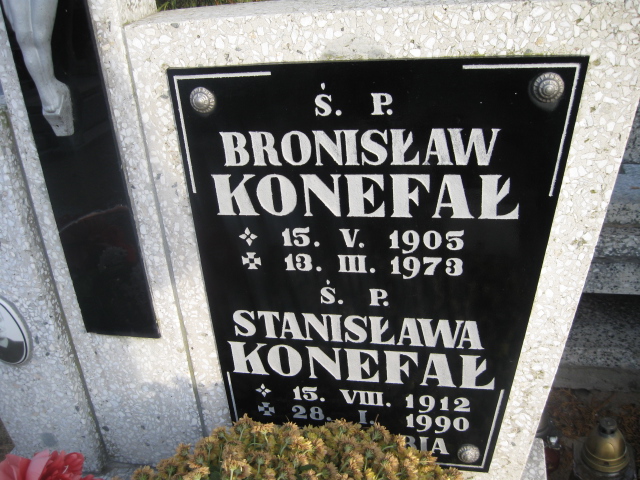 Ś. P.
BRONISŁAW
KONEFAŁ
15. V. 1905
13. III. 1973
Ś. P.
STANISŁAWA
KONEFAŁ
15. VIII. 1912
28. I. 1990